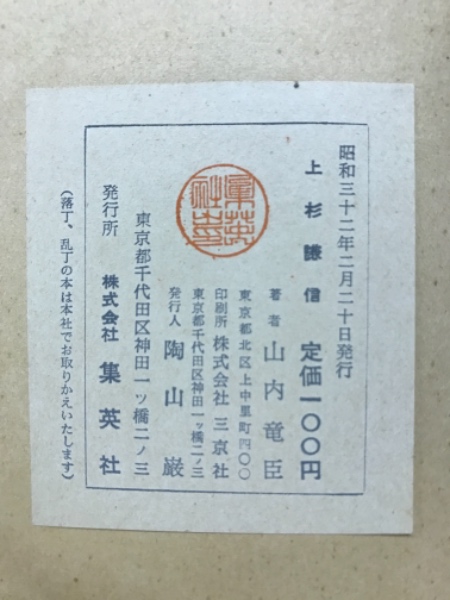 昭和三十二年二月二十日発行
上杉謙信 定価一〇〇円
著者 山内竜臣
東京都北区上中里町四〇〇
印刷所 株式会社 三京社
東京都千代田区神田一ッ橋二ノ三
発行人 陶山巌
東京都千代田区神田一ッ橋二ノ三
発行所 株式会社 集英社
(落丁、乱丁の本は本社でお取りかえいたします)
集英社之印